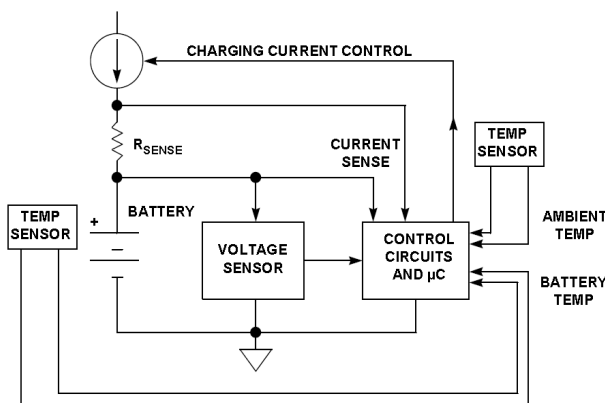 CHARGING CURRENT CONTROL
R_SENSE
CURRENT
SENSE
TEMP
SENSOR
TEMP
SENSOR
BATTERY
+
VOLTAGE
SENSOR
CONTROL
CIRCUITS
AND µC
AMBIENT
TEMP
BATTERY
TEMP